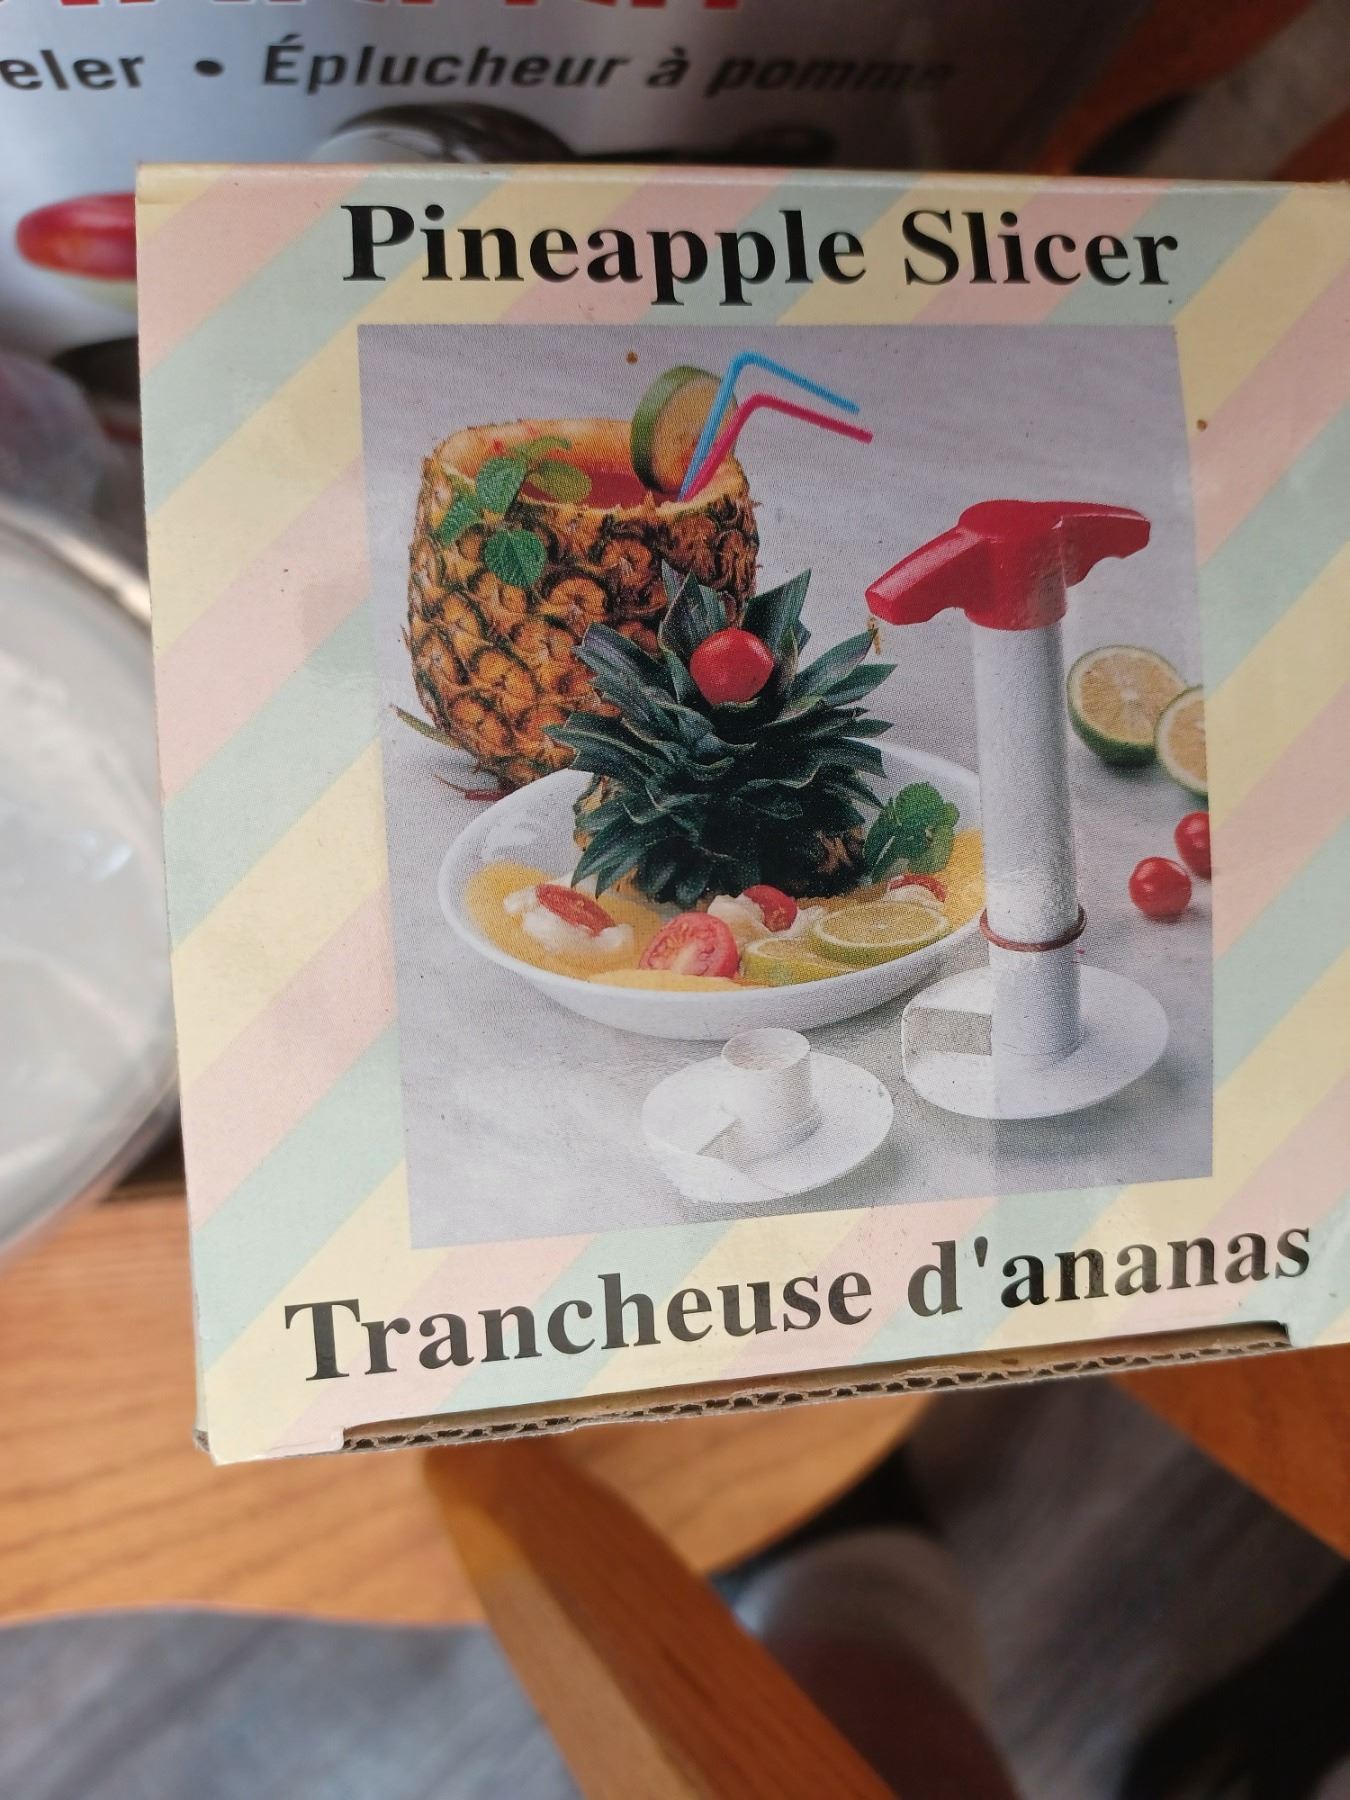 eler • Éplucheur à pomme
Pineapple Slicer
Trancheuse d'ananas